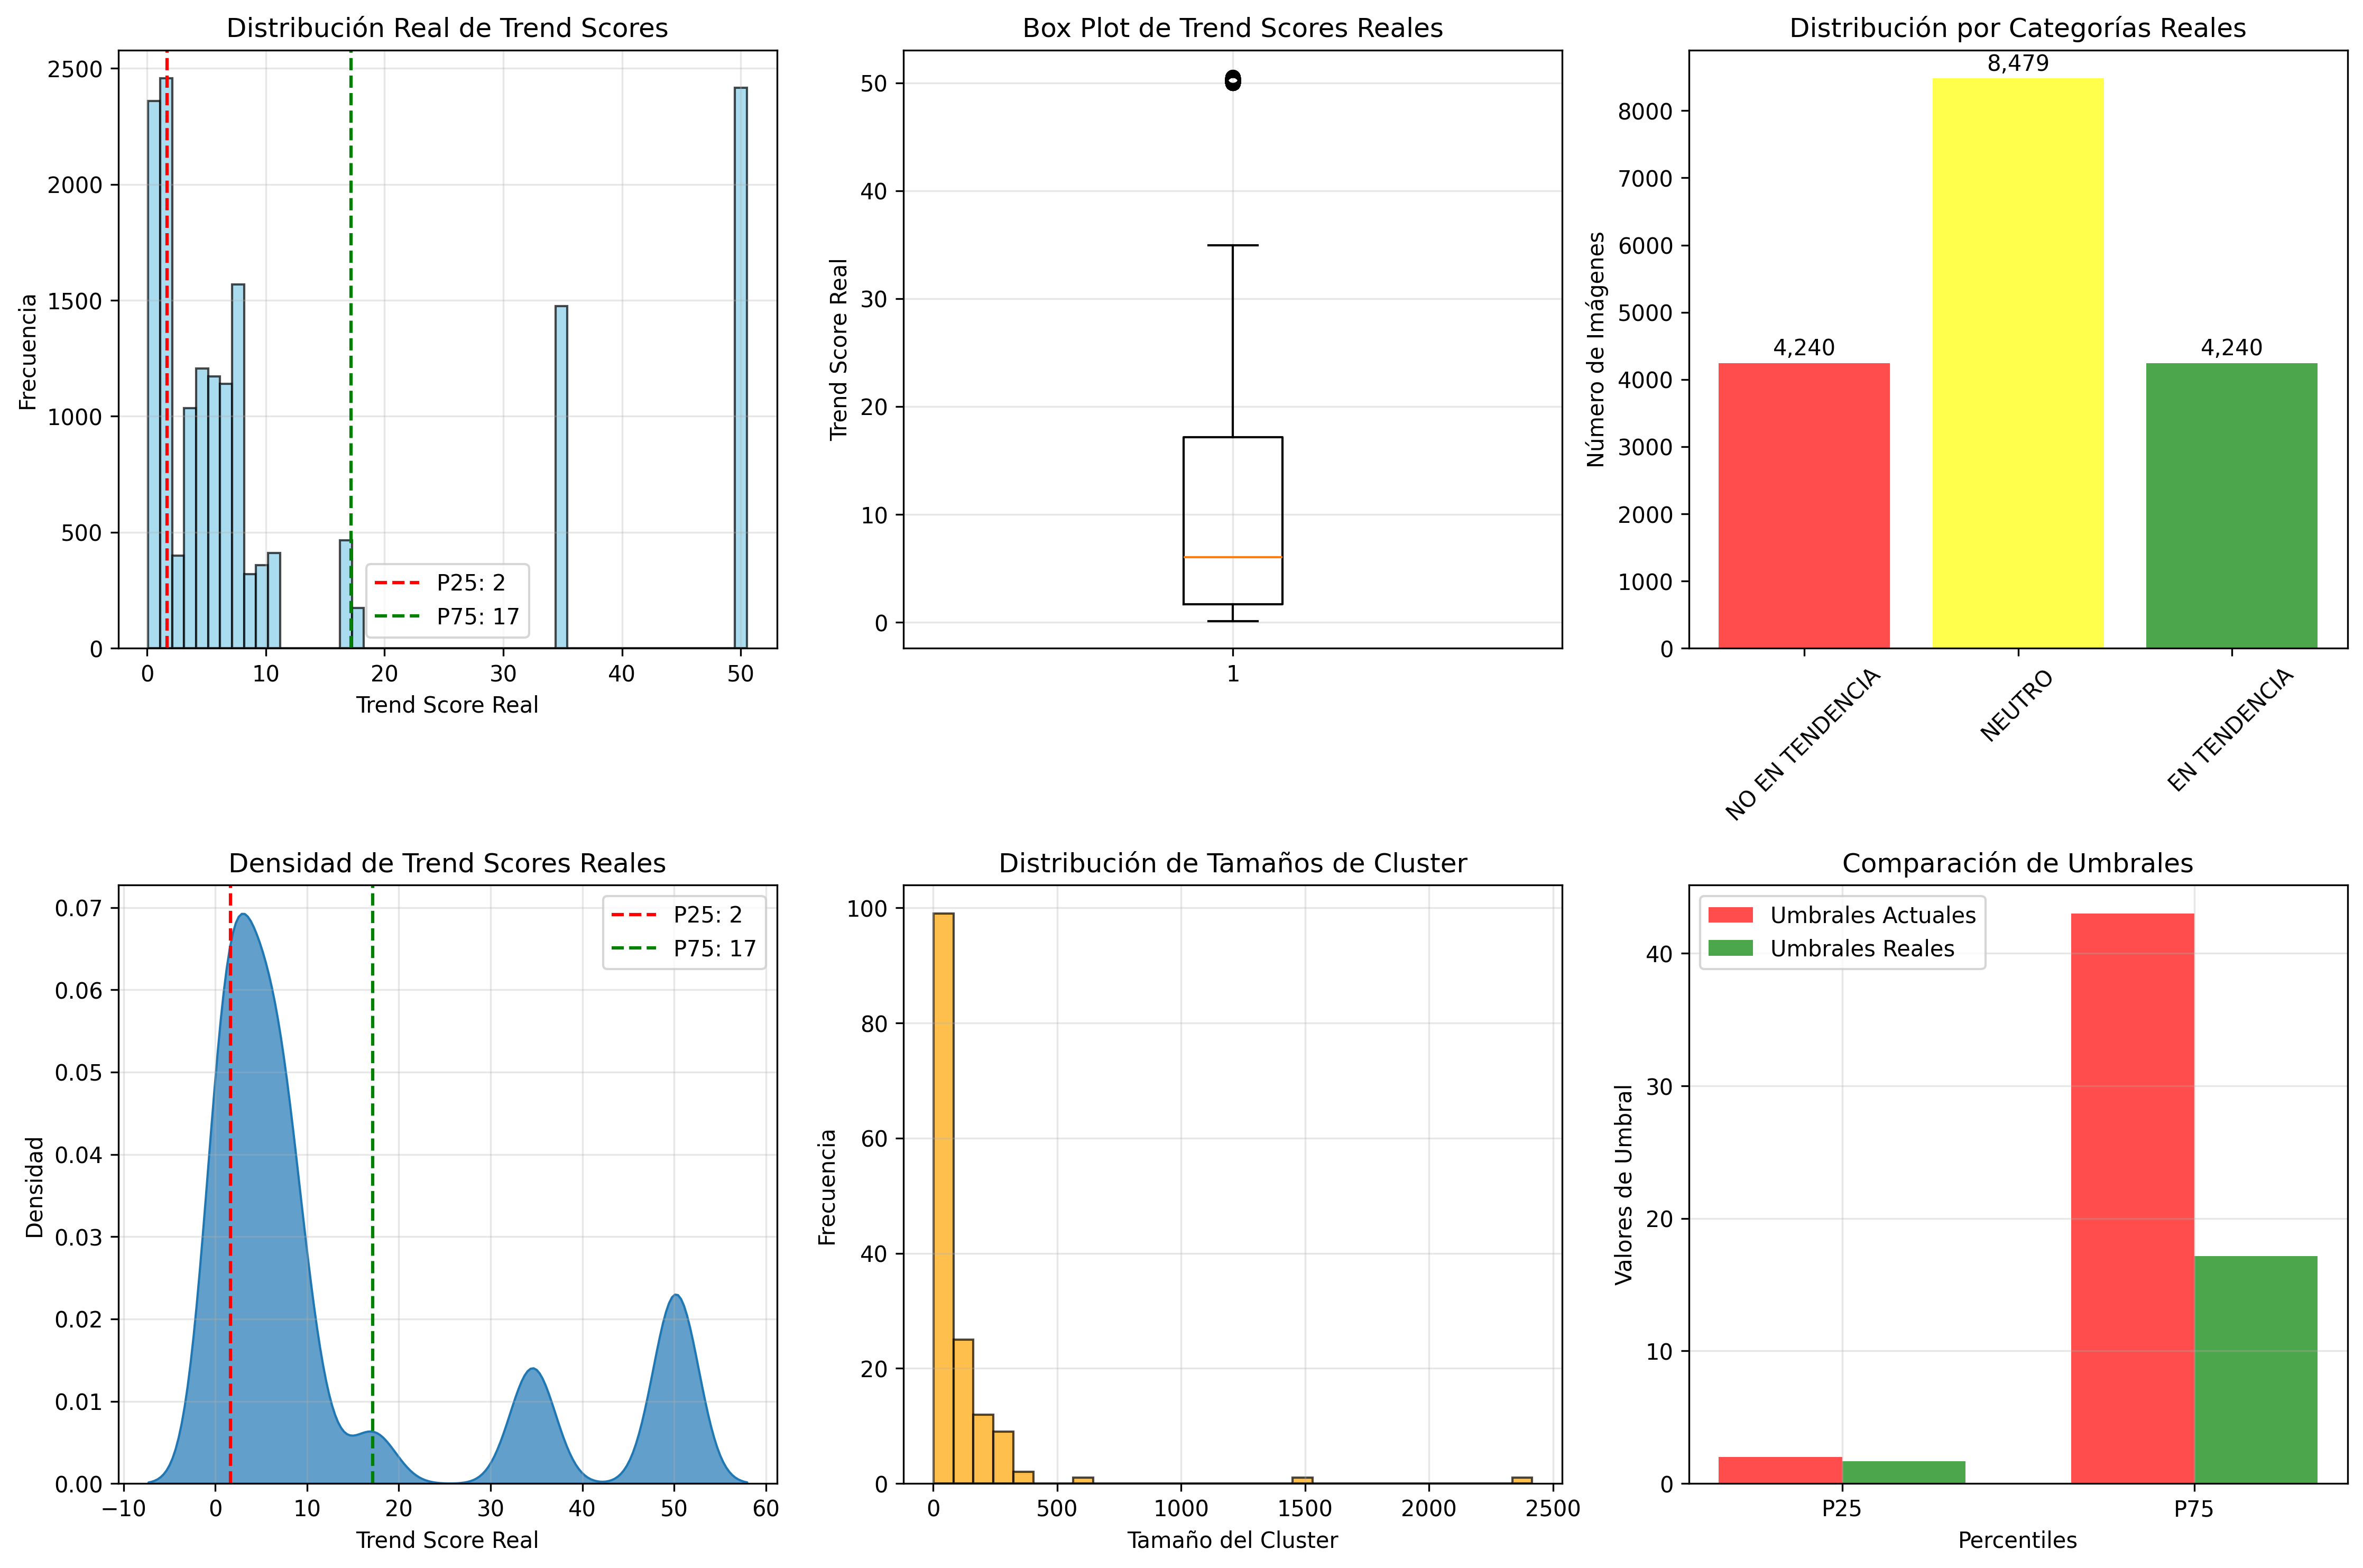 Distribución Real de Trend Scores
2500
2000
1500
1000
500
0
Frecuencia
P25: 2
P75: 17
0 10 20 30 40 50
Trend Score Real
Box Plot de Trend Scores Reales
50
40
30
20
10
0
Trend Score Real
1
Distribución por Categorías Reales
8000
7000
6000
5000
4000
3000
2000
1000
0
Número de Imágenes
4,240
8,479
4,240
NO EN TENDENCIA
NEUTRO
EN TENDENCIA
Densidad de Trend Scores Reales
0.07
0.06
0.05
0.04
0.03
0.02
0.01
0.00
Densidad
P25: 2
P75: 17
−10 0 10 20 30 40 50 60
Trend Score Real
Distribución de Tamaños de Cluster
100
80
60
40
20
0
Frecuencia
0 500 1000 1500 2000 2500
Tamaño del Cluster
Comparación de Umbrales
Umbrales Actuales
Umbrales Reales
40
30
20
10
0
Valores de Umbral
P25 P75
Percentiles